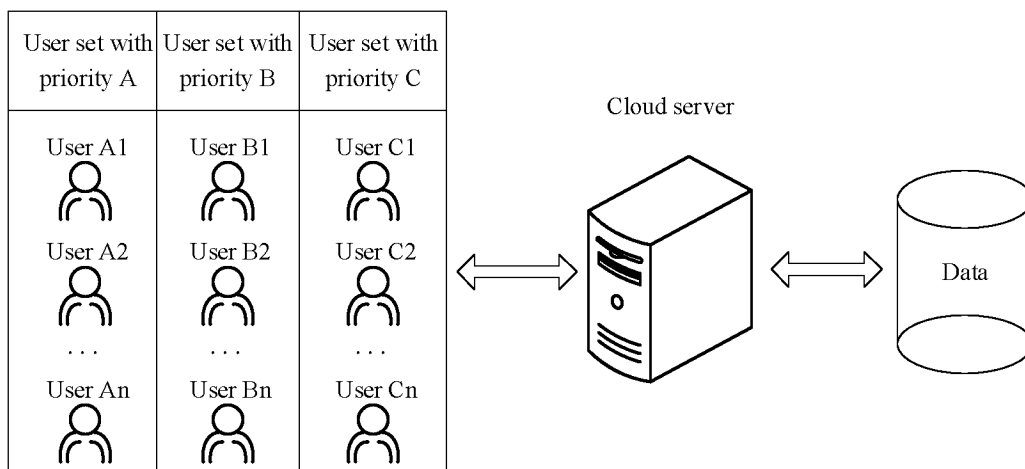 User set with
priority A
User set with
priority B
User set with
priority C
User A1
User B1
User C1
User A2
User B2
User C2
...
...
...
User An
User Bn
User Cn
Cloud server
Data